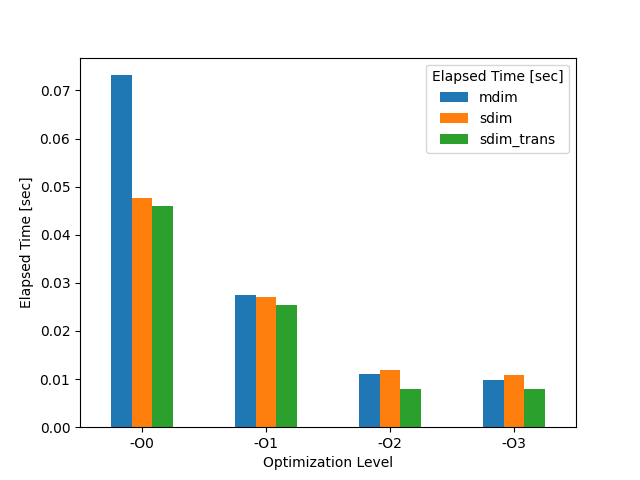 Elapsed Time [sec]
mdim
sdim
sdim_trans
Elapsed Time [sec]
0.07
0.06
0.05
0.04
0.03
0.02
0.01
0.00
-O0
-O1
-O2
-O3
Optimization Level